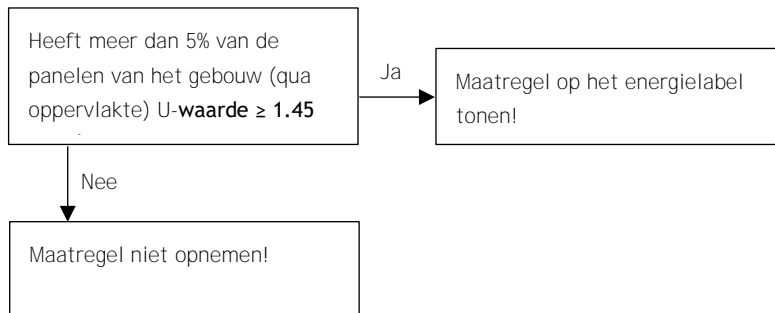 Heeft meer dan 5% van de
panelen van het gebouw (qua
oppervlakte) U-waarde ≥ 1.45
Ja
Maatregel op het energielabel
tonen!
Nee
Maatregel niet opnemen!